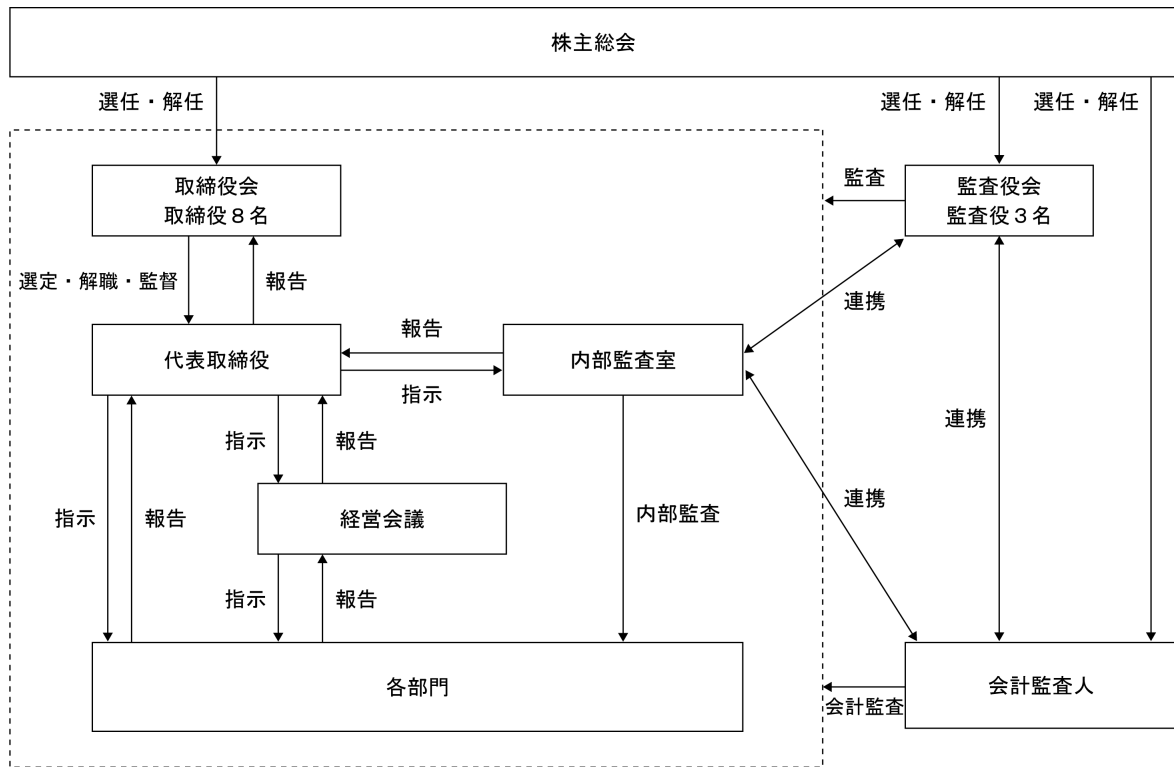 株主総会
選任・解任
選任・解任
選任・解任
取締役会
取締役8名
監査
監査役会
監査役3名
選定・解職・監督
報告
連携
代表取締役
報告
指示
内部監査室
指示
報告
連携
指示
報告
経営会議
内部監査
連携
指示
報告
各部門
会計監査
会計監査人